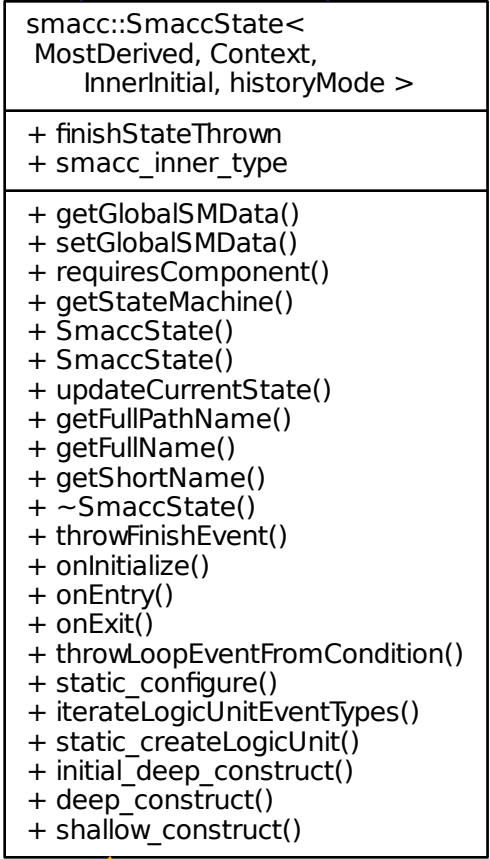 smacc::SmaccState<
MostDerived, Context,
InnerInitial, historyMode >
+ finishStateThrown
+ smacc_inner_type
+ getGlobalSMData()
+ setGlobalSMData()
+ requiresComponent()
+ getStateMachine()
+ SmaccState()
+ SmaccState()
+ updateCurrentState()
+ getFullPathName()
+ getFullName()
+ getShortName()
+ ~SmaccState()
+ throwFinishEvent()
+ onInitialize()
+ onEntry()
+ onExit()
+ throwLoopEventFromCondition()
+ static_configure()
+ iterateLogicUnitEventTypes()
+ static_createLogicUnit()
+ initial_deep_construct()
+ deep_construct()
+ shallow_construct()